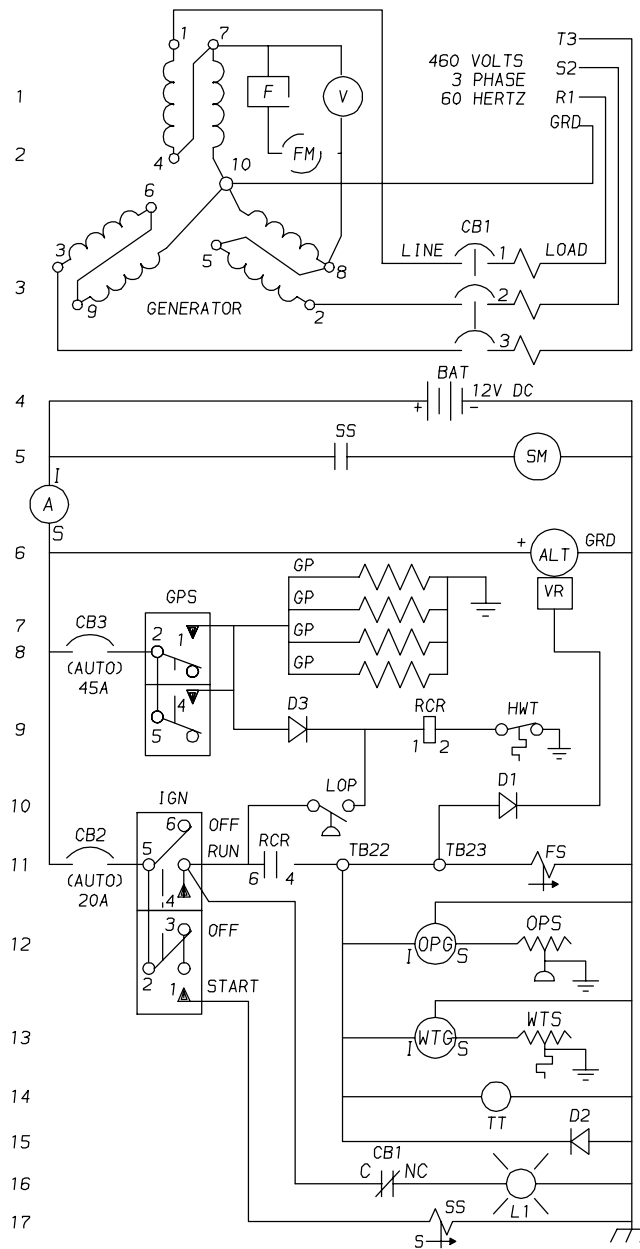 1 7 T3
460 VOLTS S2
F V 3 PHASE
1 60 HERTZ R1
GRD
2 FM
4 10
6 CB1
3 5 LINE 1 LOAD
8
3 2
9 GENERATOR 2
3
BAT
4 + - 12V DC
SS
5 SM
I
A
S
6 + ALT GRD
GP VR
GPS GP
7 CB3 2 1 GP
8 (AUTO) GP
45A 4 D3 RCR HWT
9 5 1 2
LOP D1
10 IGN
6 OFF
CB2 5 RUN RCR TB22 TB23 FS
11 (AUTO) 6 4
20A 4
3 OFF OPS
12 I OPG S
2
1 START WTS
13 I WTG S
14 TT
15 D2
CB1
16 C NC L1
17 SS
S